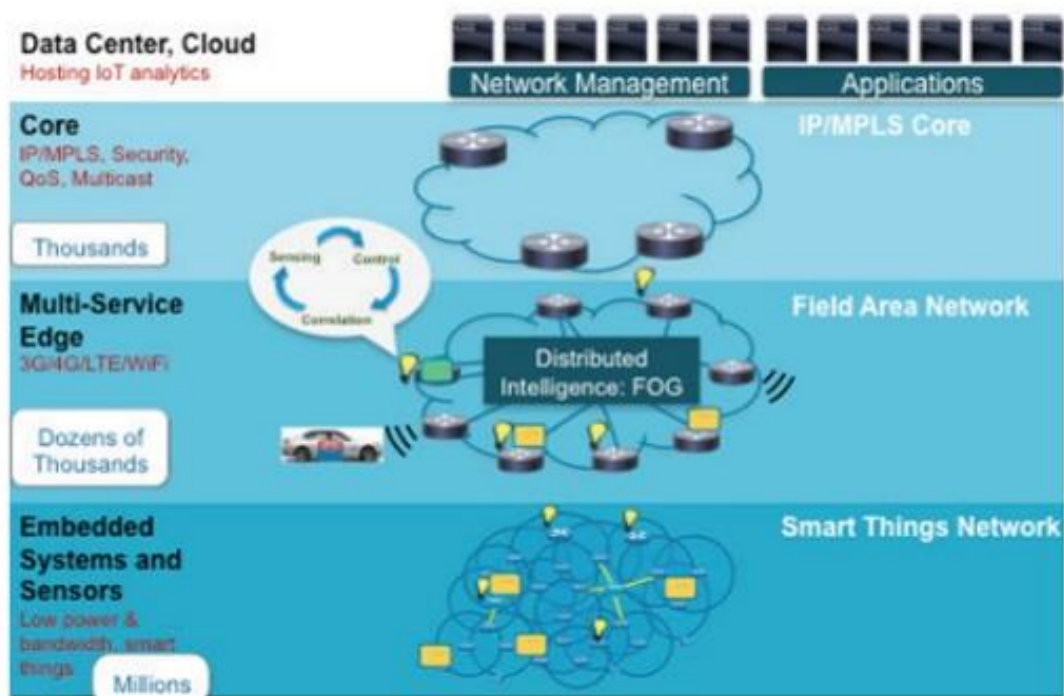 Data Center, Cloud
Hosting IoT analytics
Network Management
Applications
Core
IP/MPLS, Security,
QoS, Multicast
IP/MPLS Core
Thousands
Sensing
Control
Correlation
Multi-Service
Edge
3G/4G/LTE/WiFi
Field Area Network
Distributed
Intelligence: FOG
Dozens of
Thousands
Embedded
Systems and
Sensors
Low power &
bandwidth, smart
things
Smart Things Network
Millions